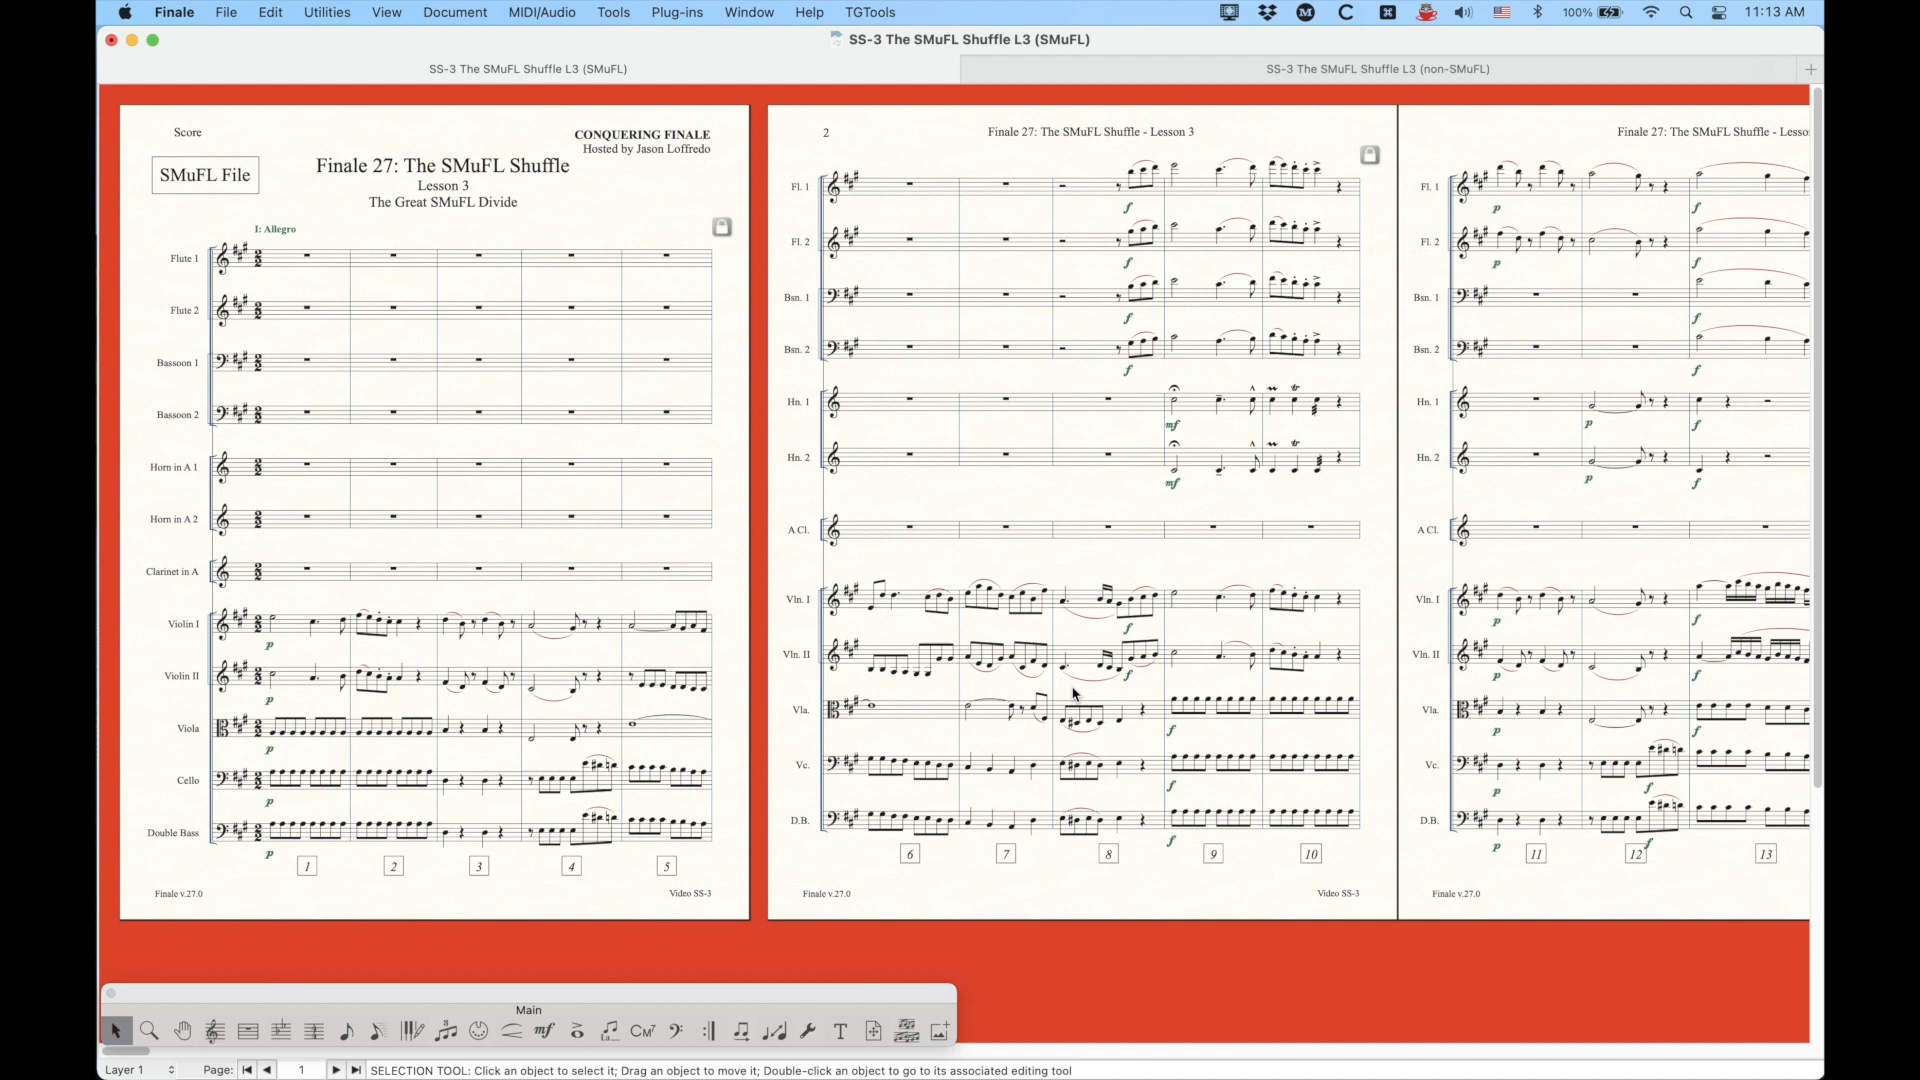 Finale File Edit Utilities View Document MIDI/Audio Tools Plug-ins Window Help TGTools 100% 11:13 AM
SS-3 The SMuFL Shuffle L3 (SMuFL)
SS-3 The SMuFL Shuffle L3 (SMuFL) SS-3 The SMuFL Shuffle L3 (non-SMuFL)
Score
CONQUERING FINALE
Hosted by Jason Loffredo
SMuFL File
Finale 27: The SMuFL Shuffle
Lesson 3
The Great SMuFL Divide
I: Allegro
Flute 1
Flute 2
Bassoon 1
Bassoon 2
Horn in A 1
Horn in A 2
Clarinet in A
Violin I
p
Violin II
p
Viola
p
Cello
p
Double Bass
p
1 2 3 4 5
Finale v.27.0 Video SS-3
2 Finale 27: The SMuFL Shuffle - Lesson 3
Fl. 1
f
Fl. 2
f
Bsn. 1
f
Bsn. 2
f
Hn. 1
mf
Hn. 2
mf
A Cl.
Vln. I
f
Vln. II
f
Vla.
f
Vc.
f
D.B.
f
6 7 8 9 10
Finale v.27.0 Video SS-3
Finale 27: The SMuFL Shuffle - Lesso
Fl. 1
p f
Fl. 2
p f
Bsn. 1
f
Bsn. 2
f
Hn. 1
p f
Hn. 2
p f
A Cl.
Vln. I
p f
Vln. II
p f
Vla.
p f
Vc.
p f
D.B.
p f
11 12 13
Finale v.27.0
Main
mf CM7 T
Layer 1 Page: 1 SELECTION TOOL: Click an object to select it; Drag an object to move it; Double-click an object to go to its associated editing tool